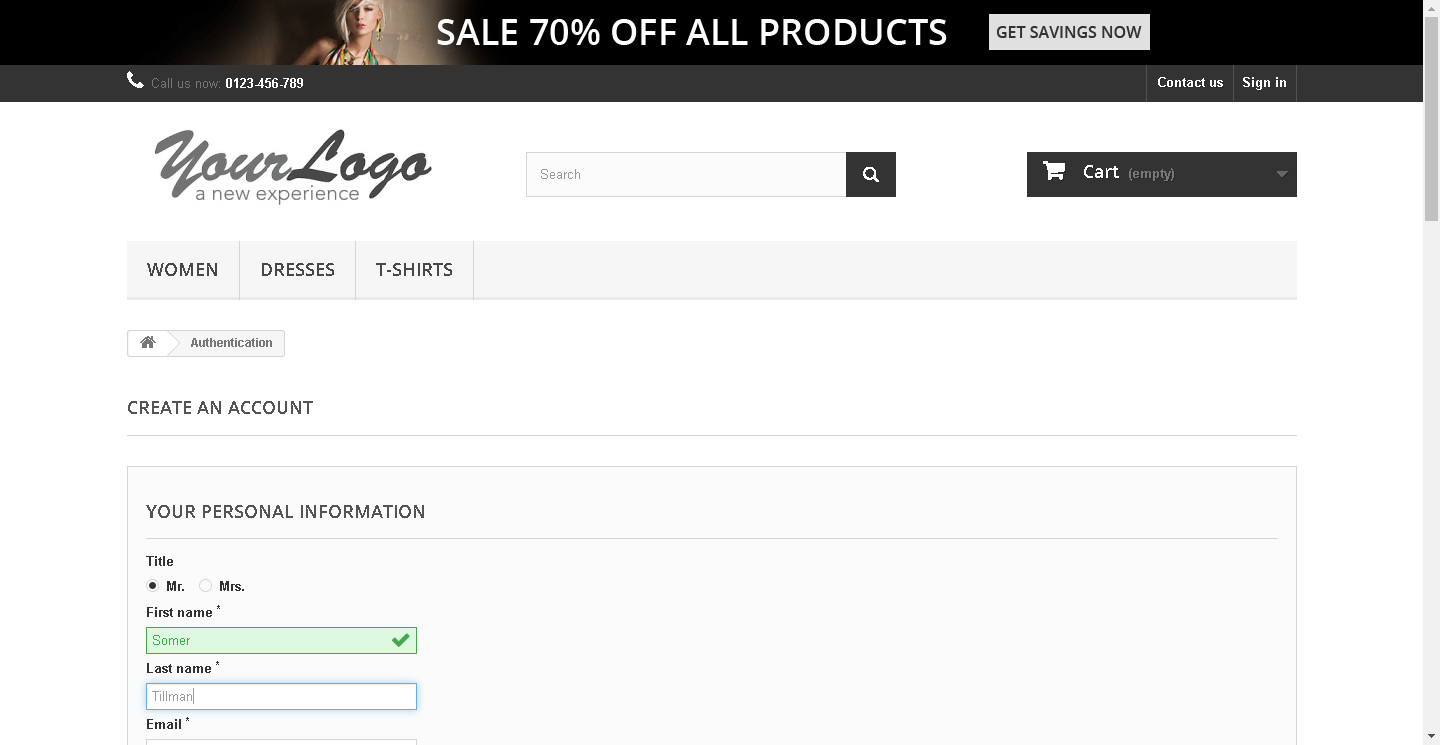 SALE 70% OFF ALL PRODUCTS GET SAVINGS NOW
Call us now: 0123-456-789 Contact us Sign in
YourLogo
a new experience
Search Cart (empty)
WOMEN DRESSES T-SHIRTS
Authentication
CREATE AN ACCOUNT
YOUR PERSONAL INFORMATION
Title
Mr. Mrs.
First name *
Somer
Last name *
Tillman
Email *